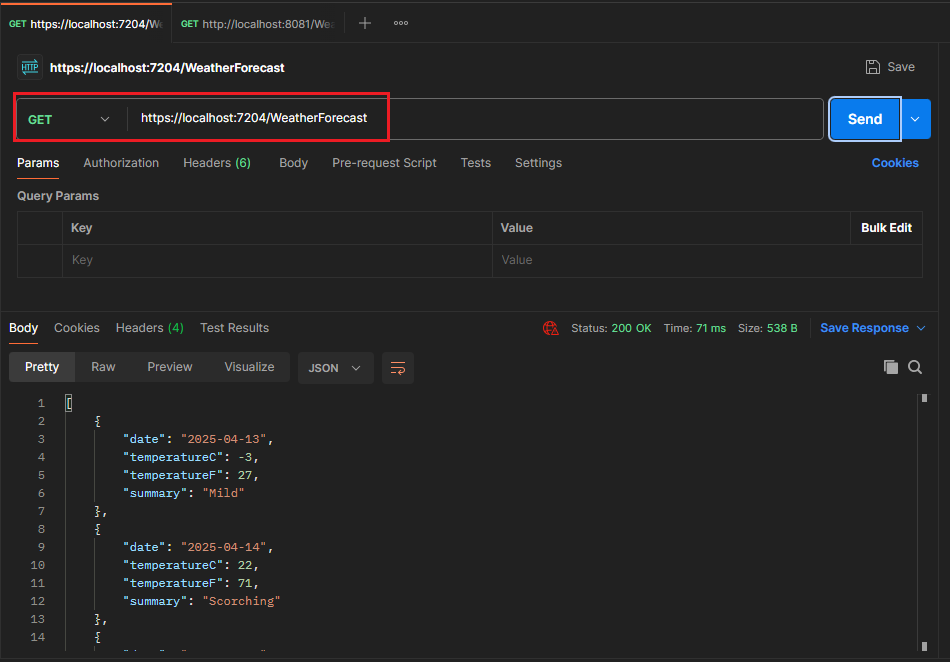 GET https://localhost:7204/W GET http://localhost:8081/Wea
HTTP https://localhost:7204/WeatherForecast Save
GET https://localhost:7204/WeatherForecast Send
Params Authorization Headers (6) Body Pre-request Script Tests Settings Cookies
Query Params
Key Value Bulk Edit
Key Value
Body Cookies Headers (4) Test Results Status: 200 OK Time: 71 ms Size: 538 B Save Response
Pretty Raw Preview Visualize JSON
1 [
2 {
3 "date": "2025-04-13",
4 "temperatureC": -3,
5 "temperatureF": 27,
6 "summary": "Mild"
7 },
8 {
9 "date": "2025-04-14",
10 "temperatureC": 22,
11 "temperatureF": 71,
12 "summary": "Scorching"
13 },
14 {